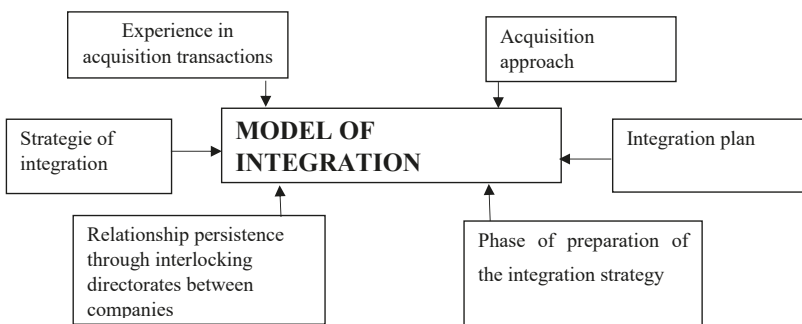 Experience in
acquisition transactions
Acquisition
approach
Strategie of
integration
MODEL OF
INTEGRATION
Integration plan
Relationship persistence
through interlocking
directorates between
companies
Phase of preparation of
the integration strategy